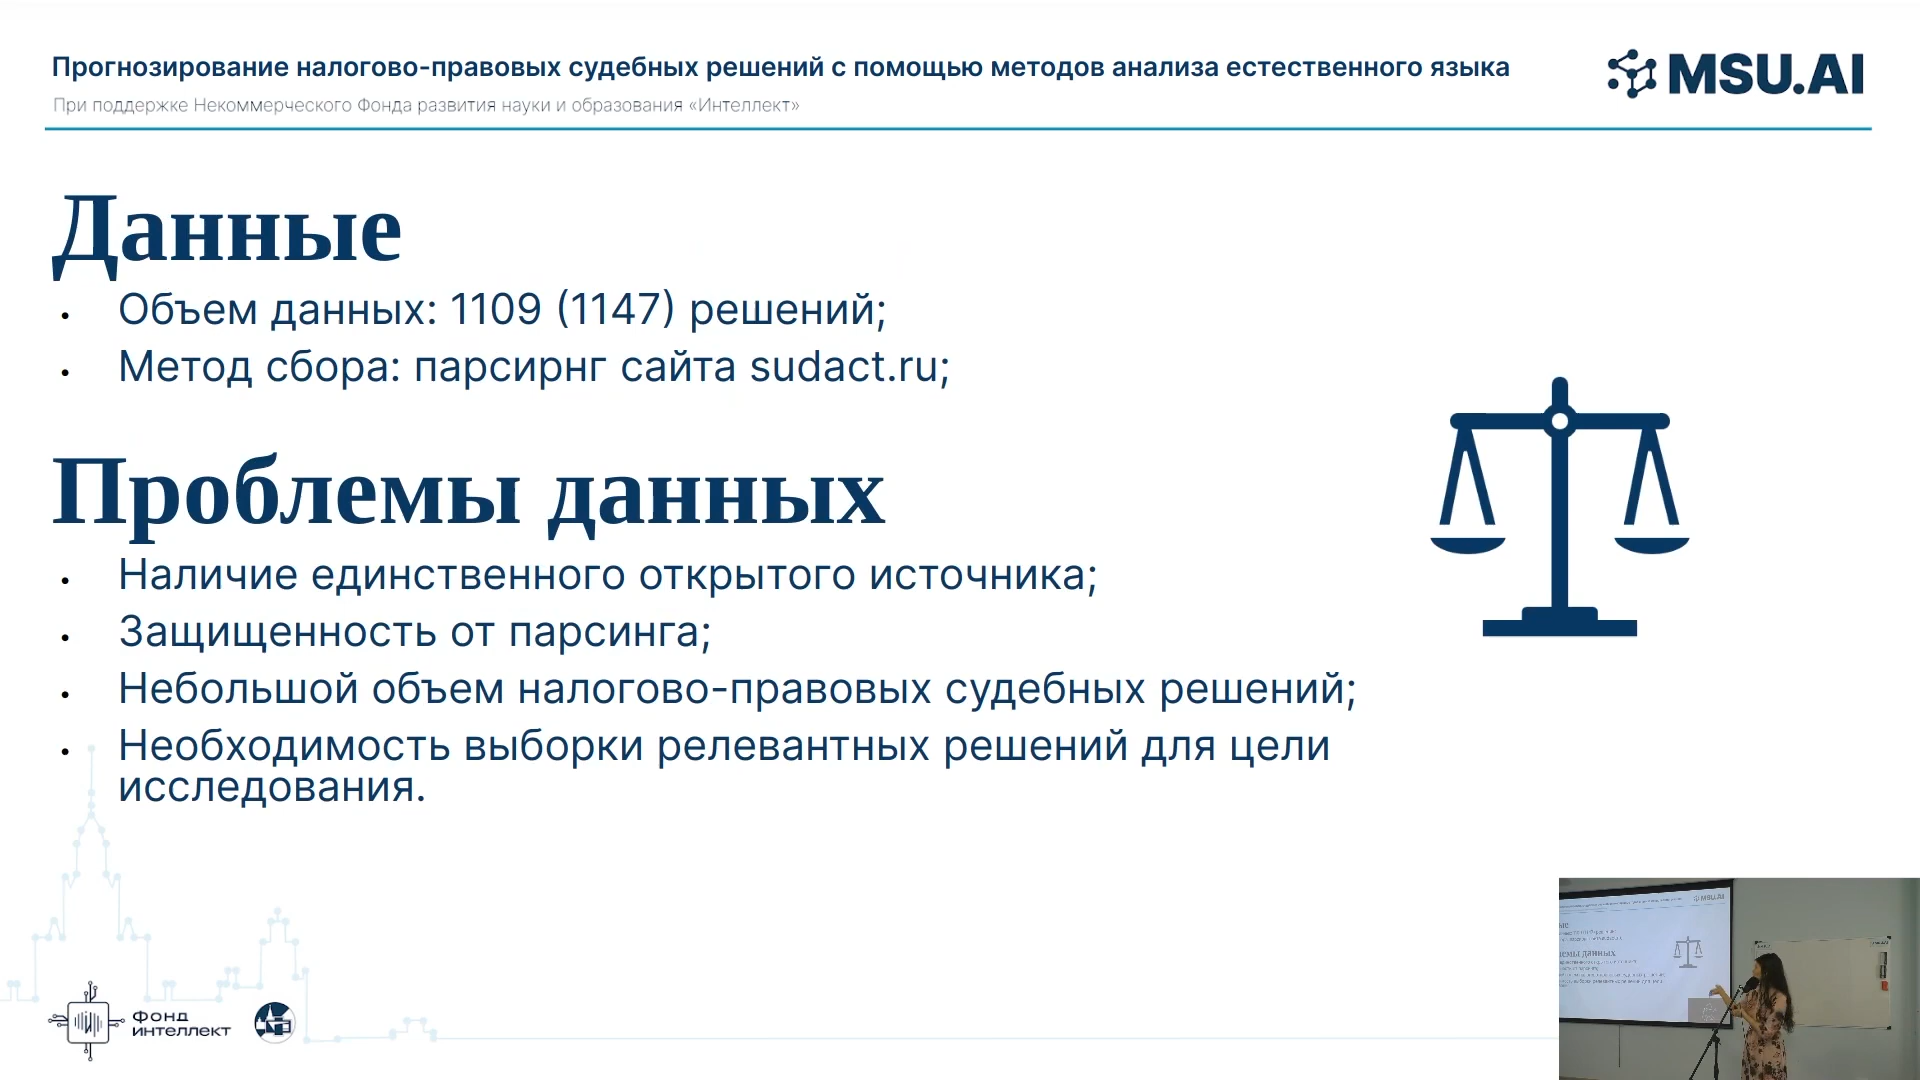 Прогнозирование налогово-правовых судебных решений с помощью методов анализа естественного языка
При поддержке Некоммерческого Фонда развития науки и образования «Интеллект»
MSU.AI
Данные
• Объем данных: 1109 (1147) решений;
• Метод сбора: парсирнг сайта sudact.ru;
Проблемы данных
• Наличие единственного открытого источника;
• Защищенность от парсинга;
• Небольшой объем налогово-правовых судебных решений;
• Необходимость выборки релевантных решений для цели
исследования.
ФОНД
ИНТЕЛЛЕКТ